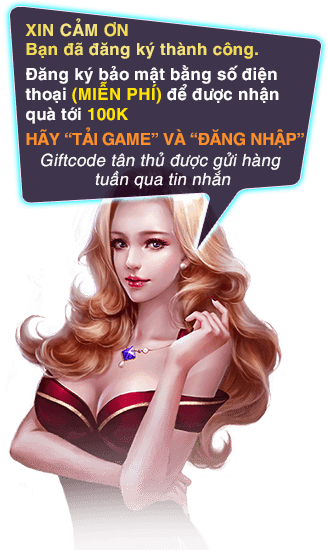 XIN CẢM ƠN
Bạn đã đăng ký thành công.
Đăng ký bảo mật bằng số điện
thoại (MIỄN PHÍ) để được nhận
quà tới 100K
HÃY “TẢI GAME” VÀ “ĐĂNG NHẬP”
Giftcode tân thủ được gửi hàng
tuần qua tin nhắn